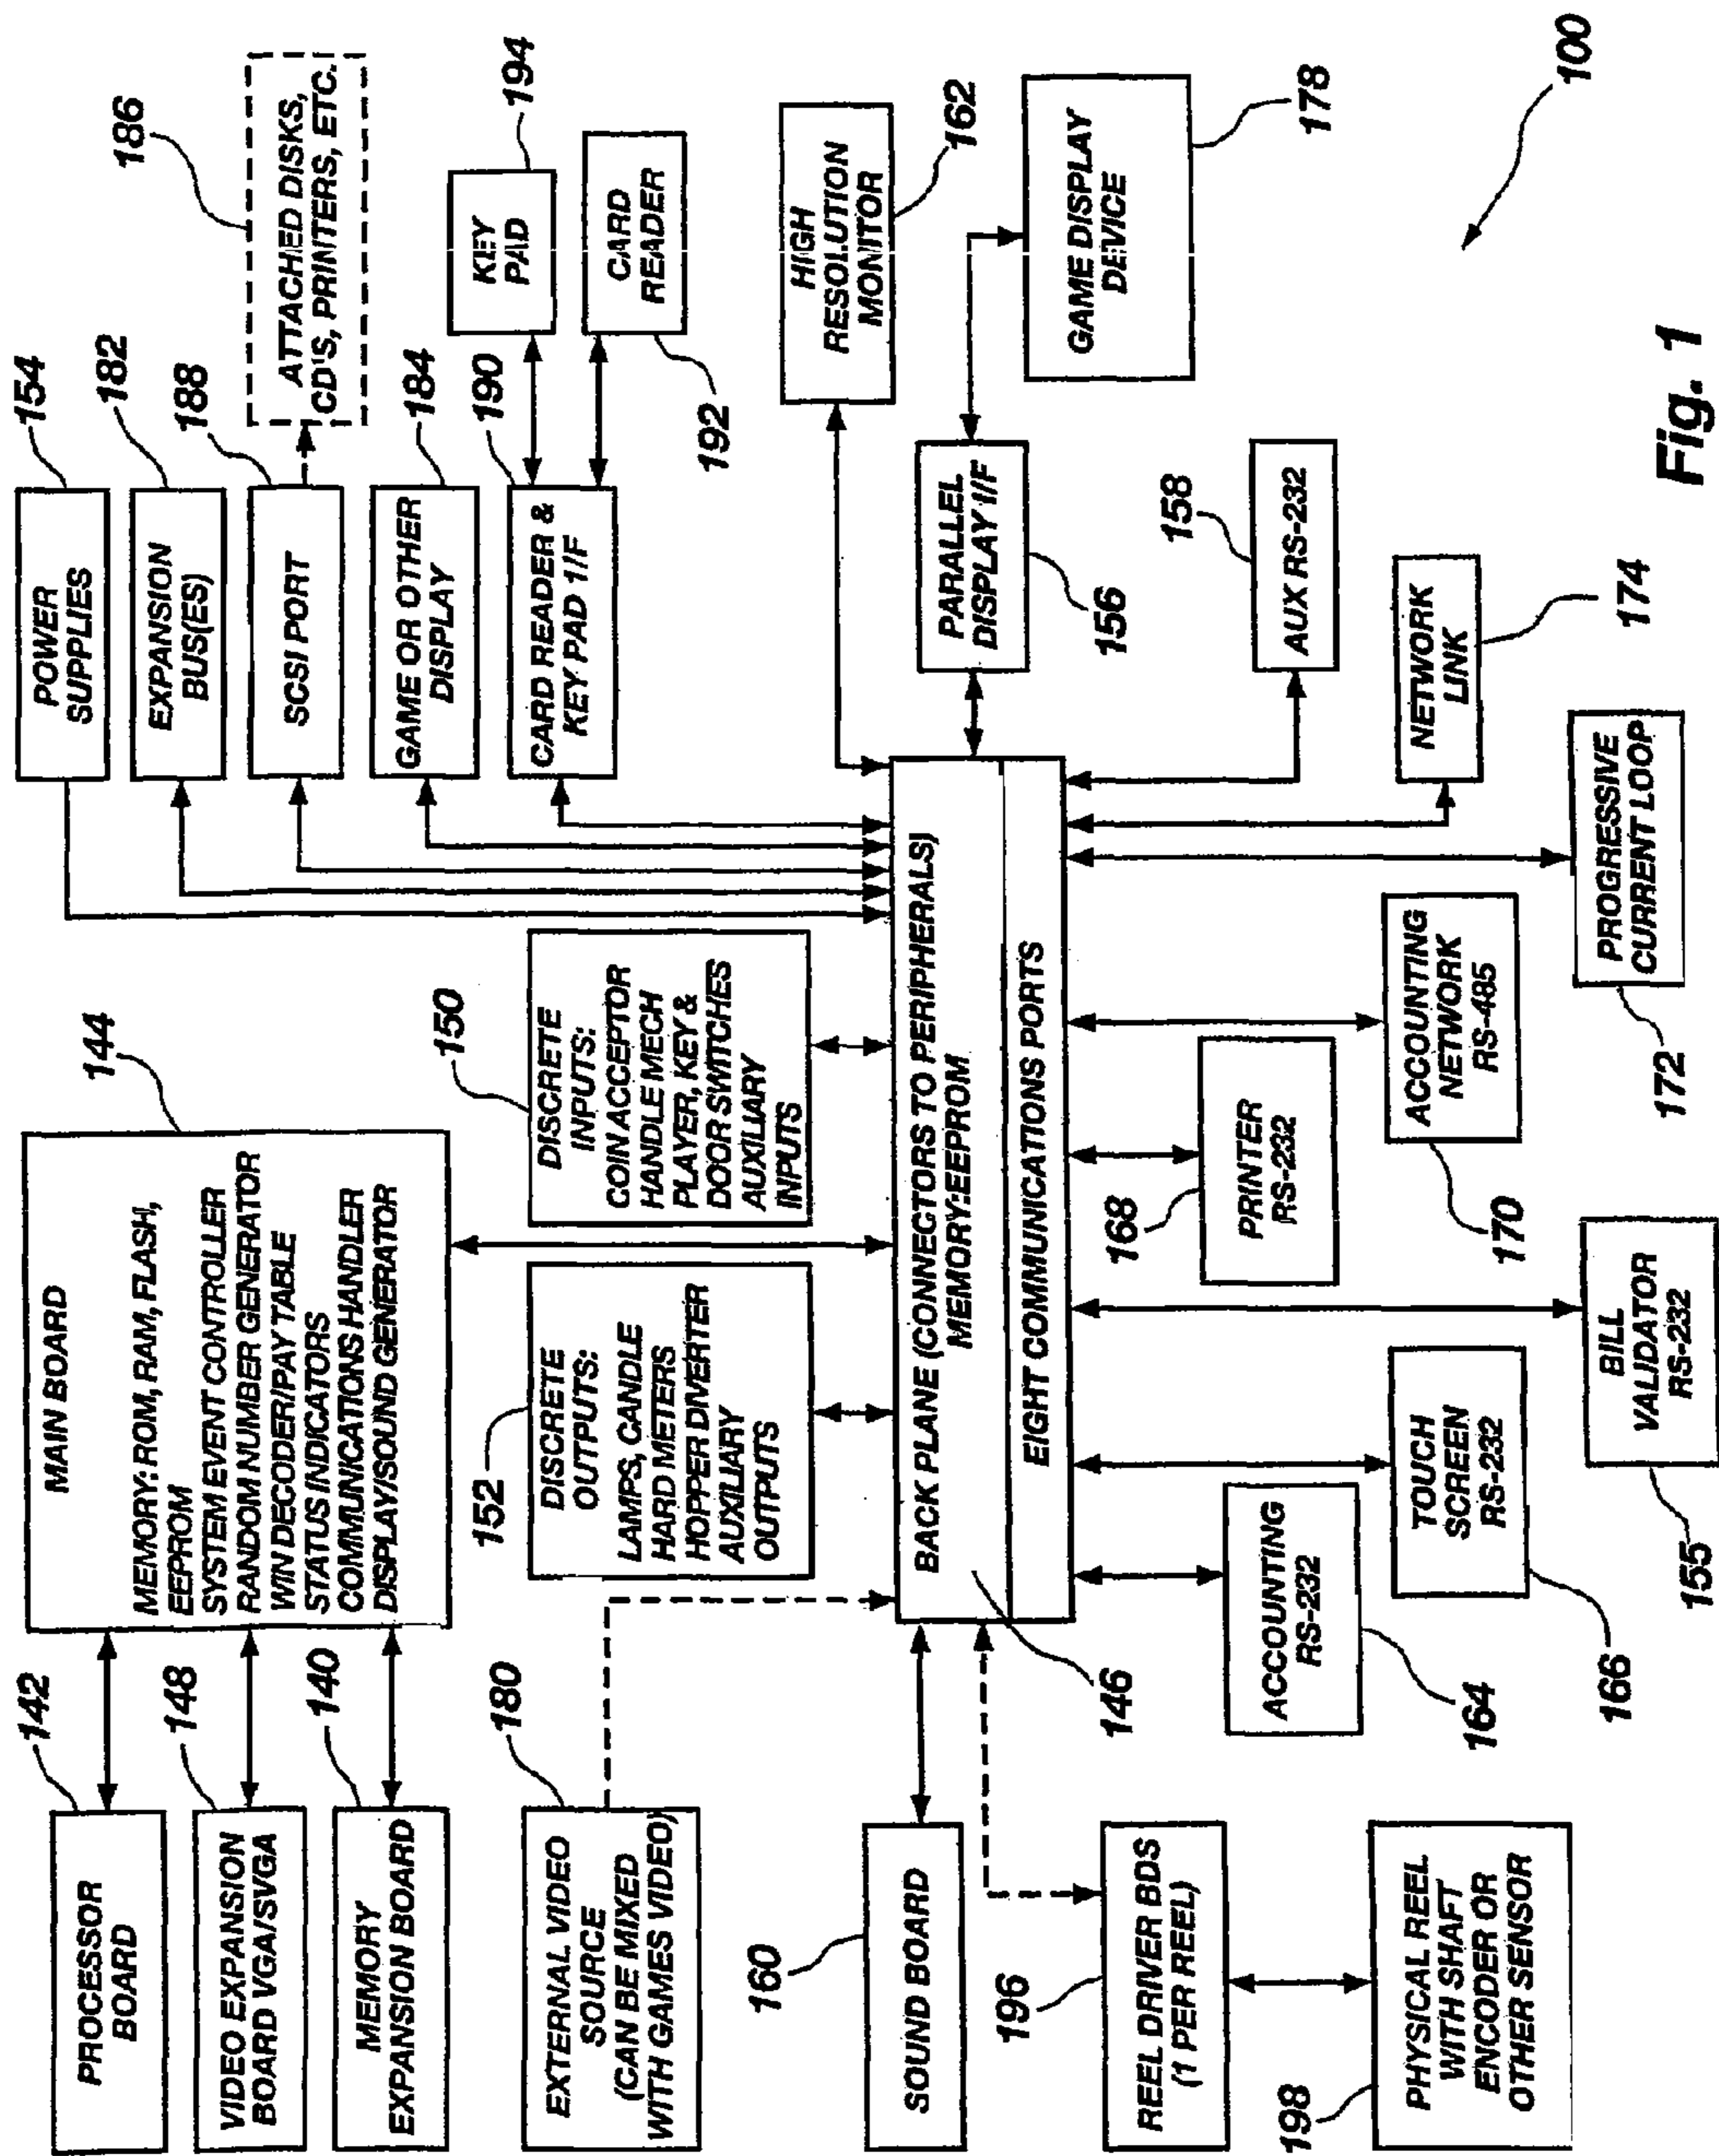 142
PROCESSOR
BOARD
148
VIDEO EXPANSION
BOARD VGA/SVGA
140
MEMORY
EXPANSION BOARD
144
MAIN BOARD
MEMORY: ROM, RAM, FLASH,
EEPROM
SYSTEM EVENT CONTROLLER
RANDOM NUMBER GENERATOR
WIN DECODER/PAY TABLE
STATUS INDICATORS
COMMUNICATIONS HANDLER
DISPLAY/SOUND GENERATOR
154
POWER
SUPPLIES
182
EXPANSION
BUS(ES)
188
SCSI PORT
186
ATTACHED DISKS,
CD'S, PRINTERS, ETC.
184
GAME OR OTHER
DISPLAY
190
CARD READER &
KEY PAD 1/F
194
KEY
PAD
CARD
READER
192
180
EXTERNAL VIDEO
SOURCE
(CAN BE MIXED
WITH GAMES VIDEO)
152
DISCRETE
OUTPUTS:
LAMPS, CANDLE
HARD METERS
HOPPER DIVERTER
AUXILIARY
OUTPUTS
150
DISCRETE
INPUTS:
COIN ACCEPTOR
HANDLE MECH
PLAYER, KEY &
DOOR SWITCHES
AUXILIARY
INPUTS
160
SOUND BOARD
BACK PLANE (CONNECTORS TO PERIPHERALS)
MEMORY:EEPROM
EIGHT COMMUNICATIONS PORTS
146
HIGH
RESOLUTION
MONITOR
162
PARALLEL
DISPLAY I/F
156
GAME DISPLAY
DEVICE
178
196
REEL DRIVER BDS
(1 PER REEL)
198
PHYSICAL REEL
WITH SHAFT
ENCODER OR
OTHER SENSOR
ACCOUNTING
RS-232
164
TOUCH
SCREEN
RS-232
166
BILL
VALIDATOR
RS-232
155
168
PRINTER
RS-232
ACCOUNTING
NETWORK
RS-485
170
PROGRESSIVE
CURRENT LOOP
172
NETWORK
LINK
174
158
AUX RS-232
100
Fig. 1